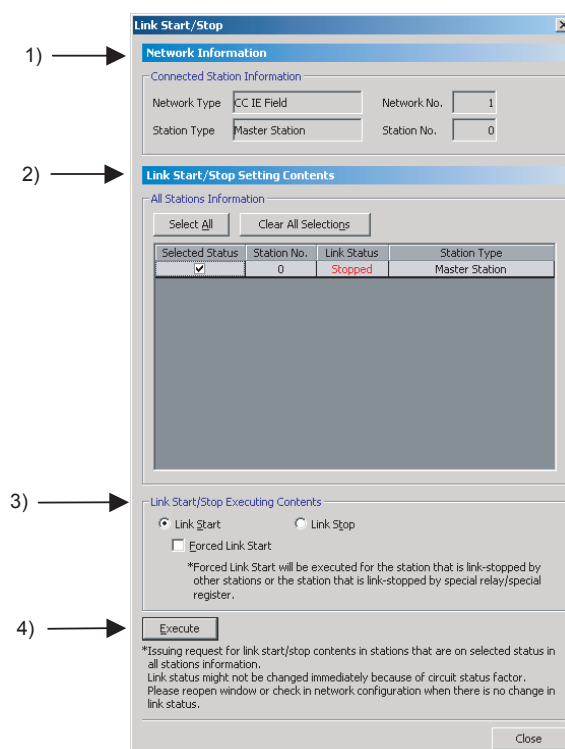 Link Start/Stop
1)
Network Information
Connected Station Information
Network Type CC IE Field Network No. 1
Station Type Master Station Station No. 0
2)
Link Start/Stop Setting Contents
All Stations Information
Select All Clear All Selections
Selected Status Station No. Link Status Station Type
0 Stopped Master Station
3)
Link Start/Stop Executing Contents
Link Start Link Stop
Forced Link Start
*Forced Link Start will be executed for the station that is link-stopped by
other stations or the station that is link-stopped by special relay/special
register.
4)
Execute
*Issuing request for link start/stop contents in stations that are on selected status in
all stations information.
Link status might not be changed immediately because of circuit status factor.
Please reopen window or check in network configuration when there is no change in
link status.
Close